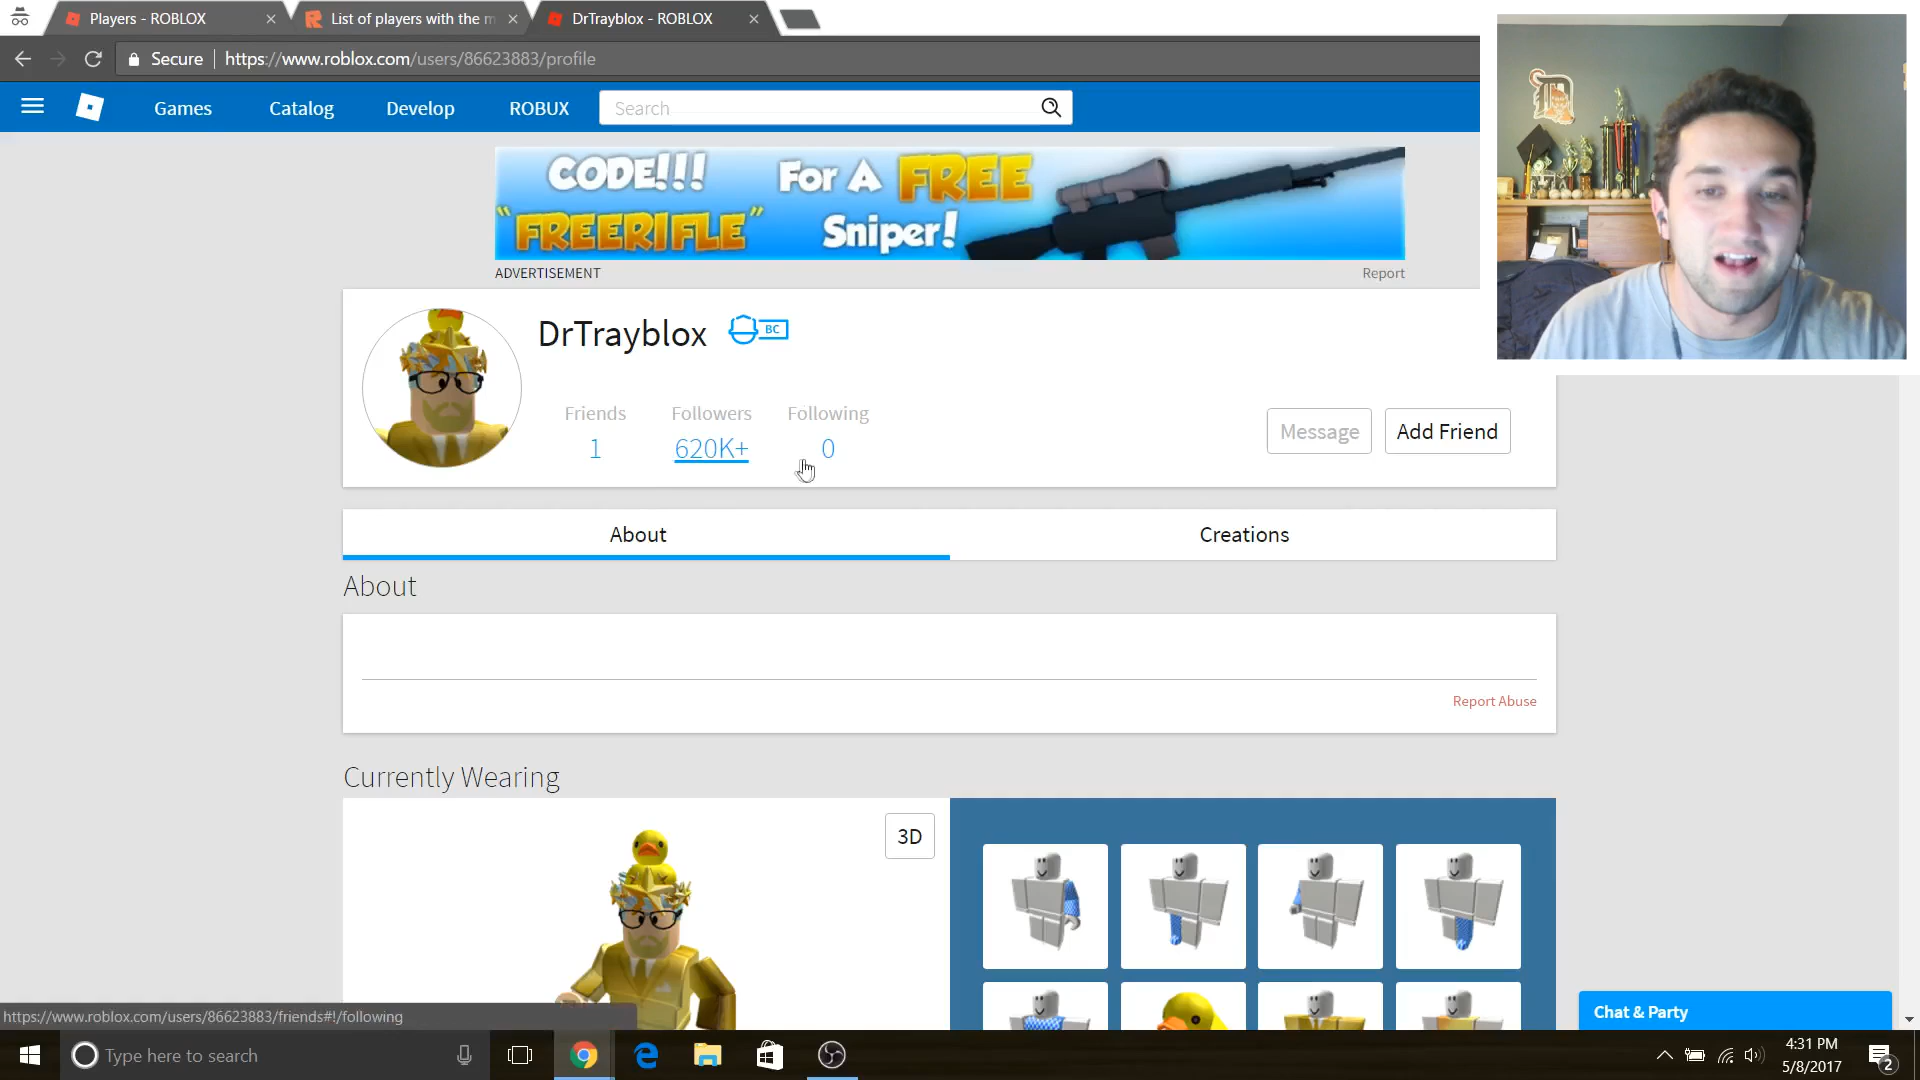 Players - ROBLOX
List of players with the m
DrTrayblox - ROBLOX
Secure
https://www.roblox.com/users/86623883/profile
Games
Catalog
Develop
ROBUX
Search
CODE!!!
"FREERIFLE"
For A FREE
Sniper!
ADVERTISEMENT
Report
DrTrayblox
BC
Friends
Followers
Following
1
620K+
0
Message
Add Friend
About
Creations
About
Report Abuse
Currently Wearing
3D
https://www.roblox.com/users/86623883/friends#!/following
Chat & Party
Type here to search
4:31 PM
5/8/2017
2